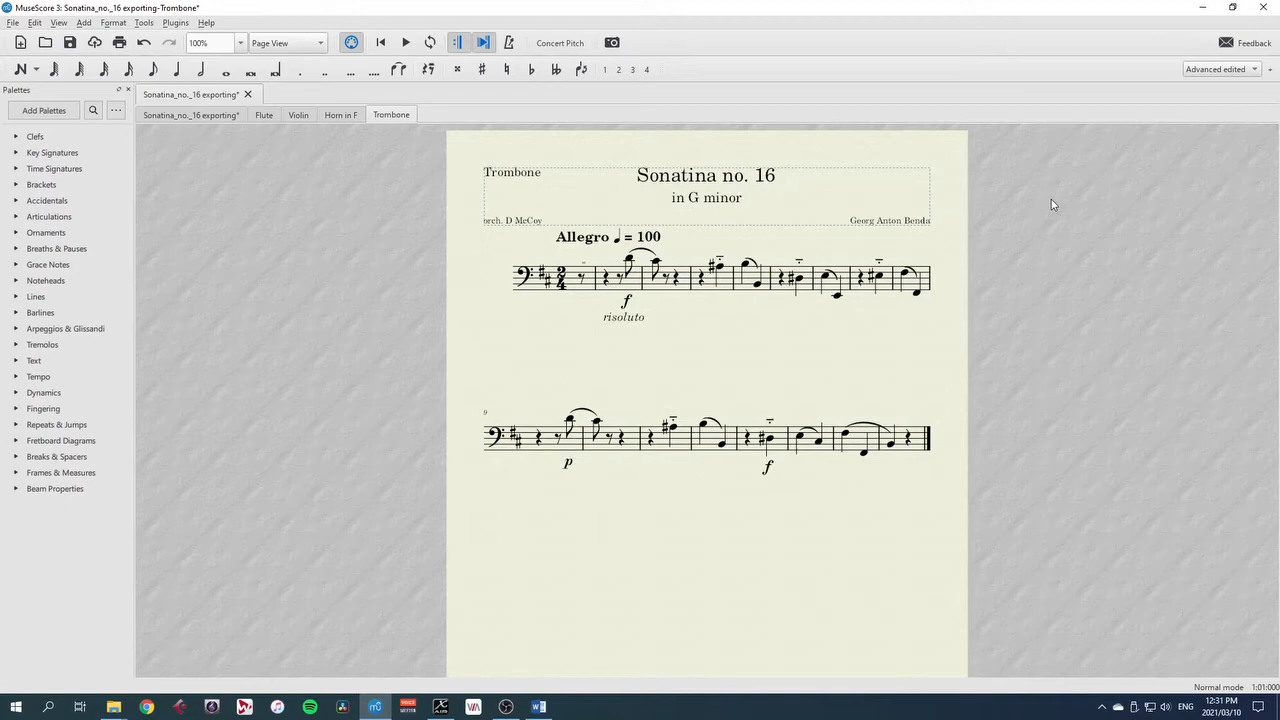 MuseScore 3: Sonatina_no._16 exporting-Trombone*
File Edit View Add Format Tools Plugins Help
100% Page View Concert Pitch Feedback
1 2 3 4 Advanced edited
Palettes
Sonatina_no._16 exporting*
Add Palettes
Sonatina_no._16 exporting* Flute Violin Horn in F Trombone
Clefs
Key Signatures
Time Signatures
Brackets
Accidentals
Articulations
Ornaments
Breaths & Pauses
Grace Notes
Noteheads
Lines
Barlines
Arpeggios & Glissandi
Tremolos
Text
Tempo
Dynamics
Fingering
Repeats & Jumps
Fretboard Diagrams
Breaks & Spacers
Frames & Measures
Beam Properties
Trombone
Sonatina no. 16
in G minor
orch. D McCoy
Georg Anton Benda
Allegro ♩ = 100
2
4
f
risoluto
9
p
f
Normal mode 1:01:000
ENG
12:31 PM
2021/03/10